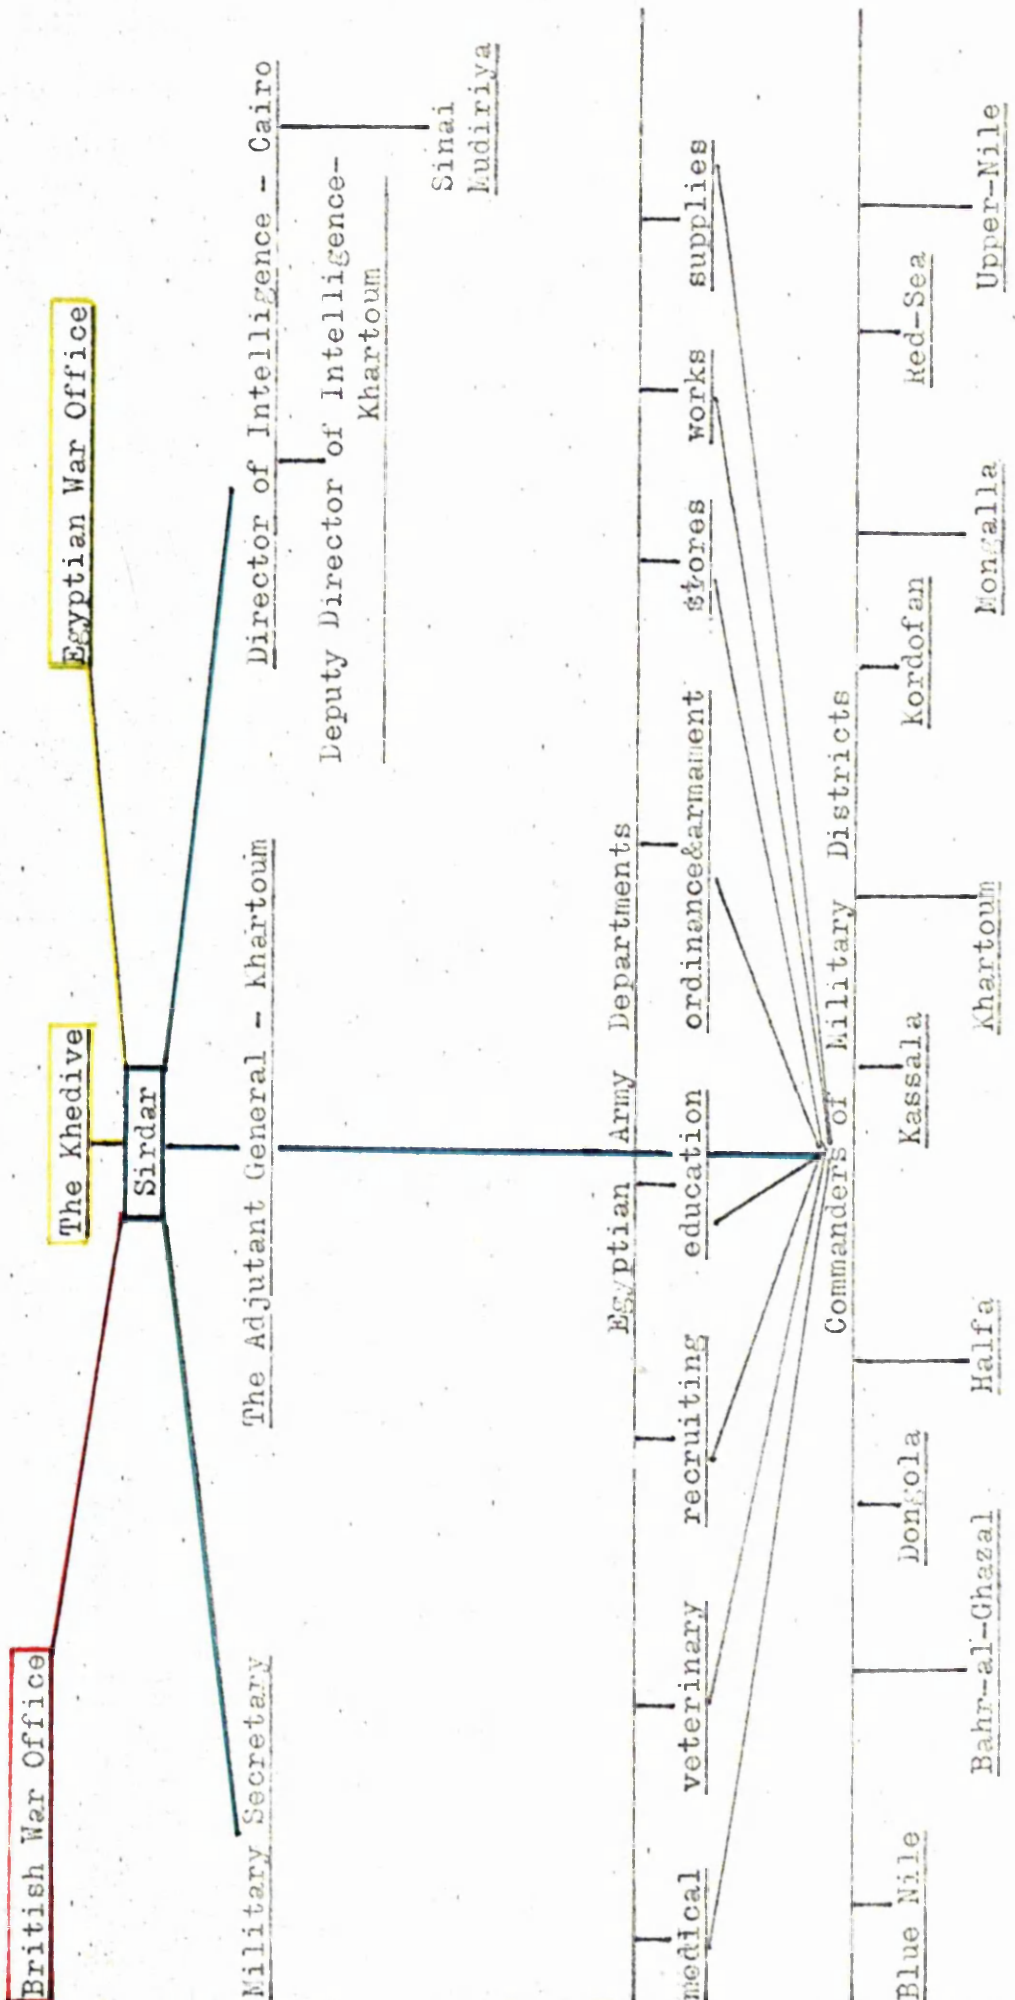 British War Office
The Khedive
Egyptian War Office
Sirdar
Military Secretary
The Adjutant General - Khartoum
Director of Intelligence - Cairo
Deputy Director of Intelligence-
Khartoum
Sinai
Mudiriya
Egyptian Army Departments
medical
veterinary
recruiting
education
ordinance&armament
stores
works
supplies
Commanders of Military Districts
Blue Nile
Bahr-al-Ghazal
Dongola
Halfa
Kassala
Khartoum
Kordofan
Mongalla
Red-Sea
Upper-Nile